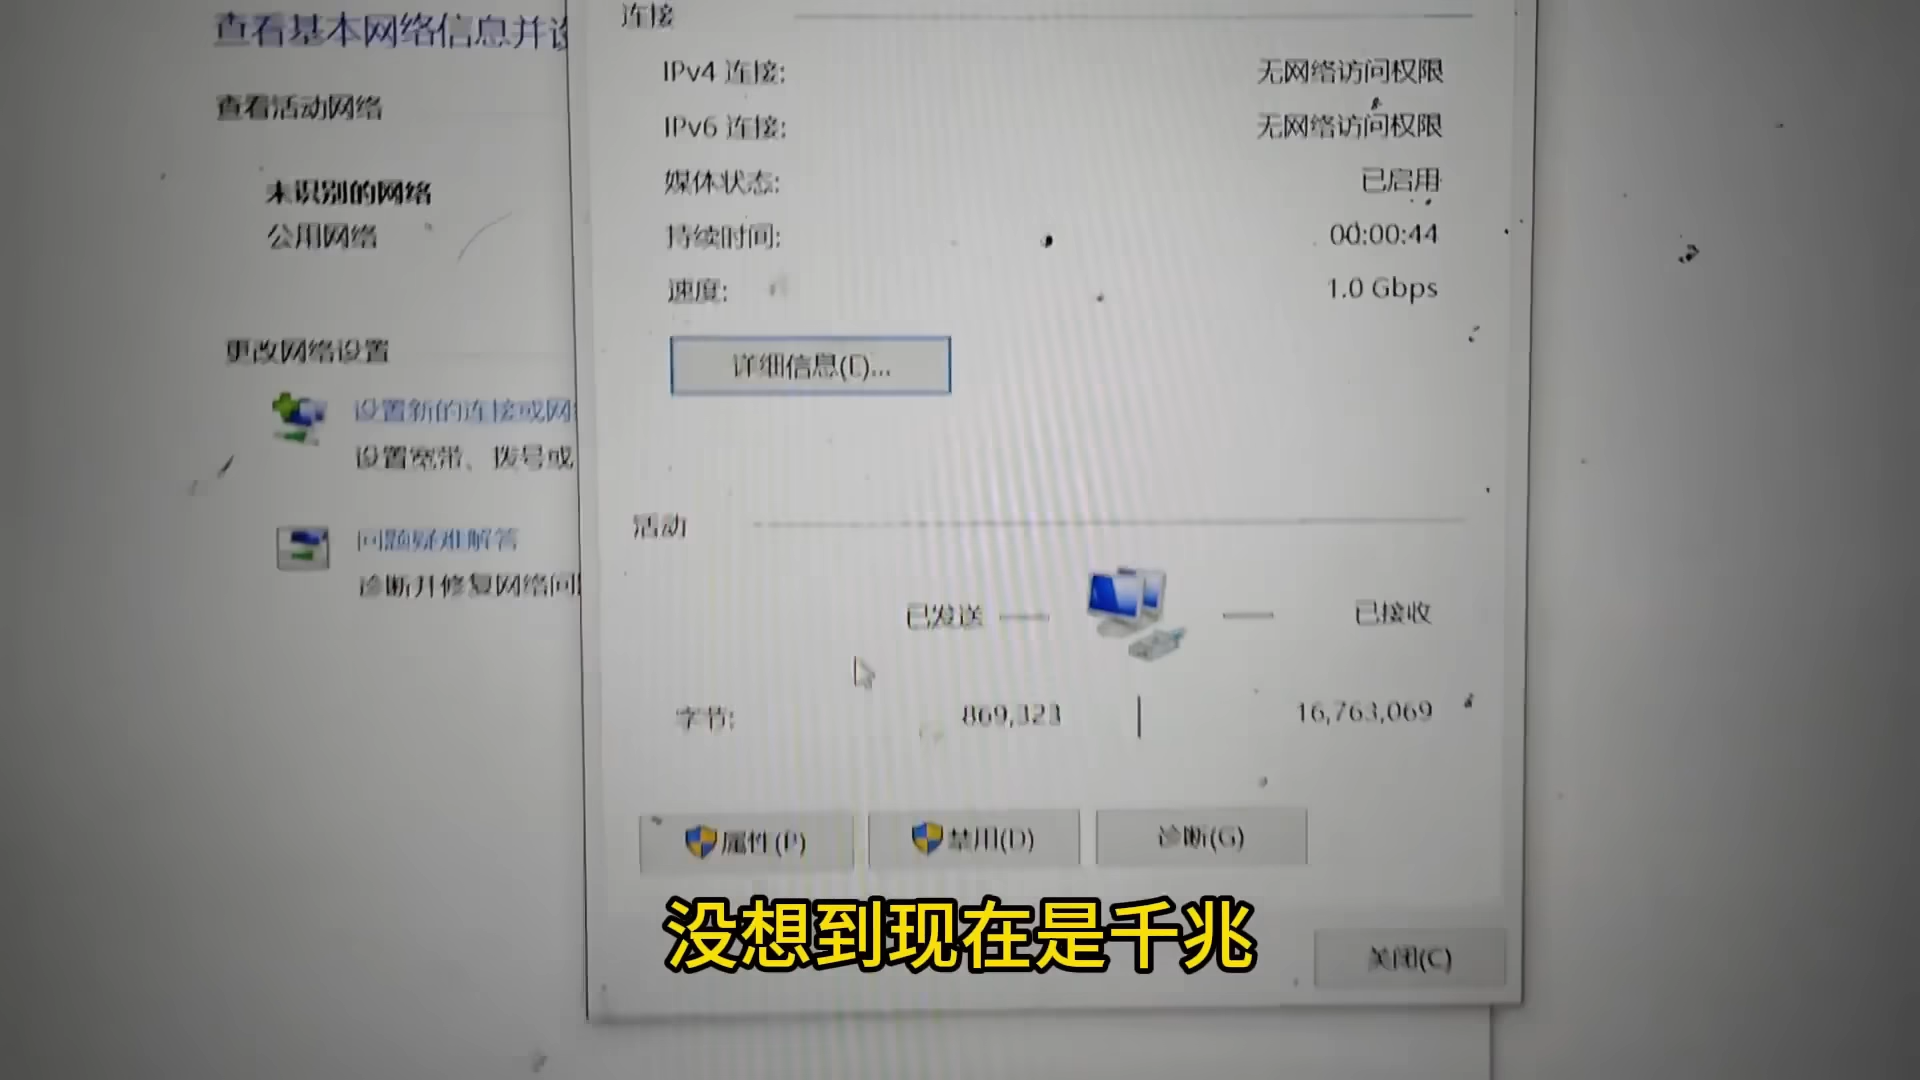 查看基本网络信息并设
查看活动网络
未识别的网络
公用网络
更改网络设置
设置新的连接或网
设置宽带、拨号或
问题疑难解答
诊断并修复网络问
连接
IPv4 连接: 无网络访问权限
IPv6 连接: 无网络访问权限
媒体状态: 已启用
持续时间: 00:00:44
速度: 1.0 Gbps
详细信息(E)...
活动
已发送 已接收
字节: 869,323 16,763,069
属性(P) 禁用(D) 诊断(G)
没想到现在是千兆
关闭(C)